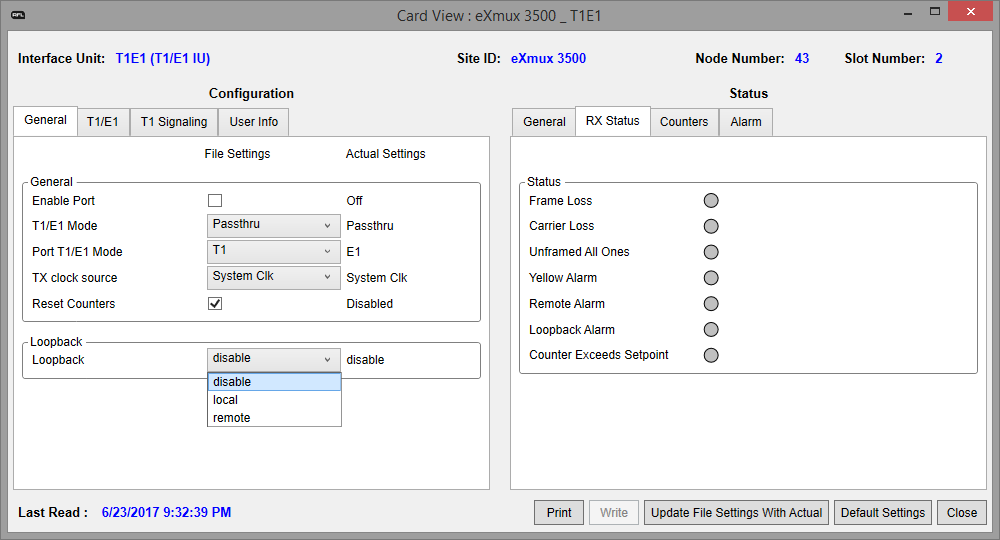 AFL
Card View : eXmux 3500 _ T1E1
Interface Unit: T1E1 (T1/E1 IU) Site ID: eXmux 3500 Node Number: 43 Slot Number: 2
Configuration
General T1/E1 T1 Signaling User Info
File Settings Actual Settings
General
Enable Port Off
T1/E1 Mode Passthru Passthru
Port T1/E1 Mode T1 E1
TX clock source System Clk System Clk
Reset Counters Disabled
Loopback
Loopback disable disable
disable
local
remote
Status
General RX Status Counters Alarm
Status
Frame Loss
Carrier Loss
Unframed All Ones
Yellow Alarm
Remote Alarm
Loopback Alarm
Counter Exceeds Setpoint
Last Read : 6/23/2017 9:32:39 PM
Print Write Update File Settings With Actual Default Settings Close